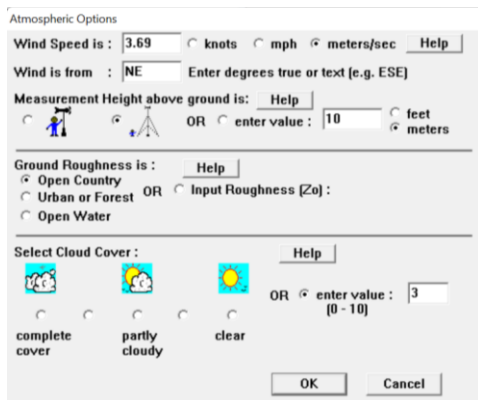 Atmospheric Options
Wind Speed is : 3.69 knots mph meters/sec Help
Wind is from : NE Enter degrees true or text (e.g. ESE)
Measurement Height above ground is: Help
OR enter value : 10 feet
meters
Ground Roughness is : Help
Open Country
Urban or Forest OR Input Roughness (Zo) :
Open Water
Select Cloud Cover : Help
OR enter value : 3
(0 - 10)
complete cover partly cloudy clear
OK Cancel